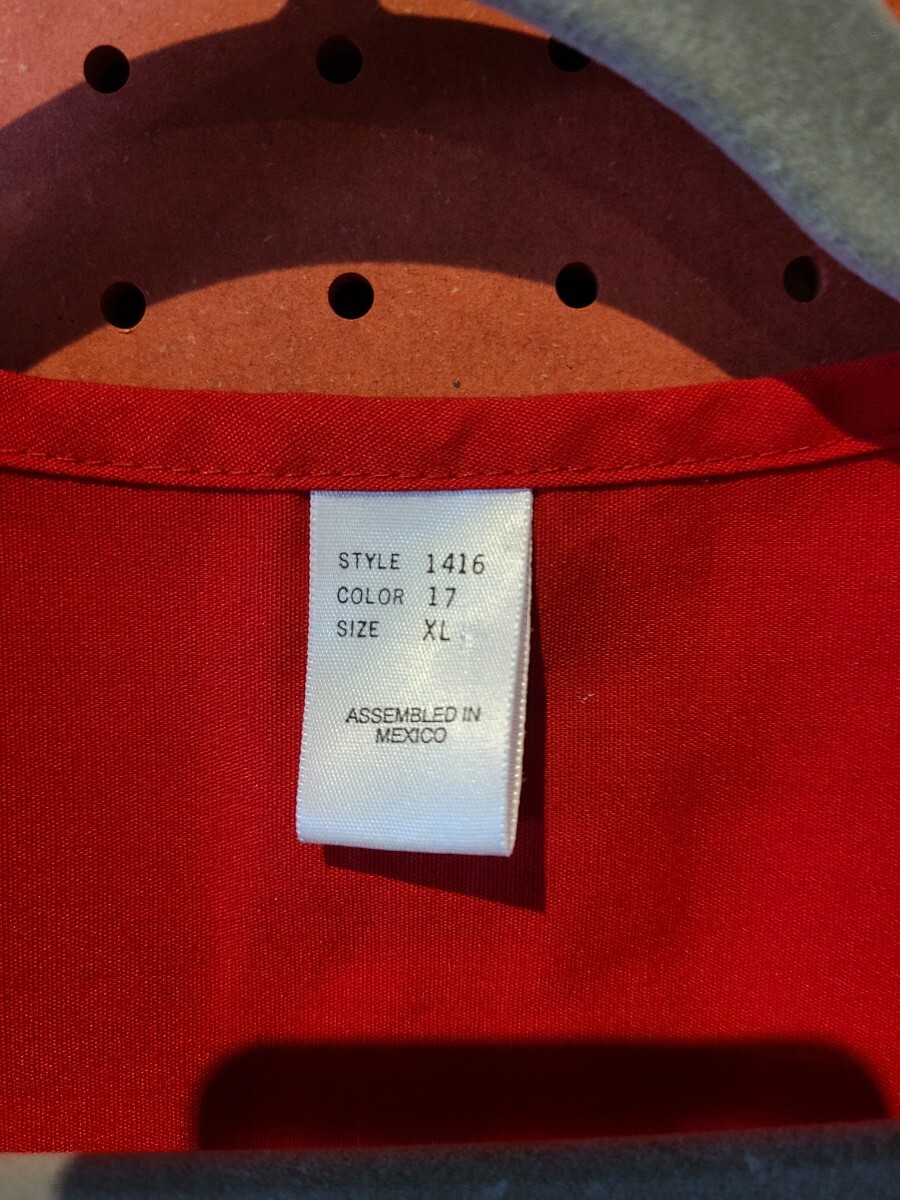 STYLE 1416
COLOR 17
SIZE XL
ASSEMBLED IN
MEXICO